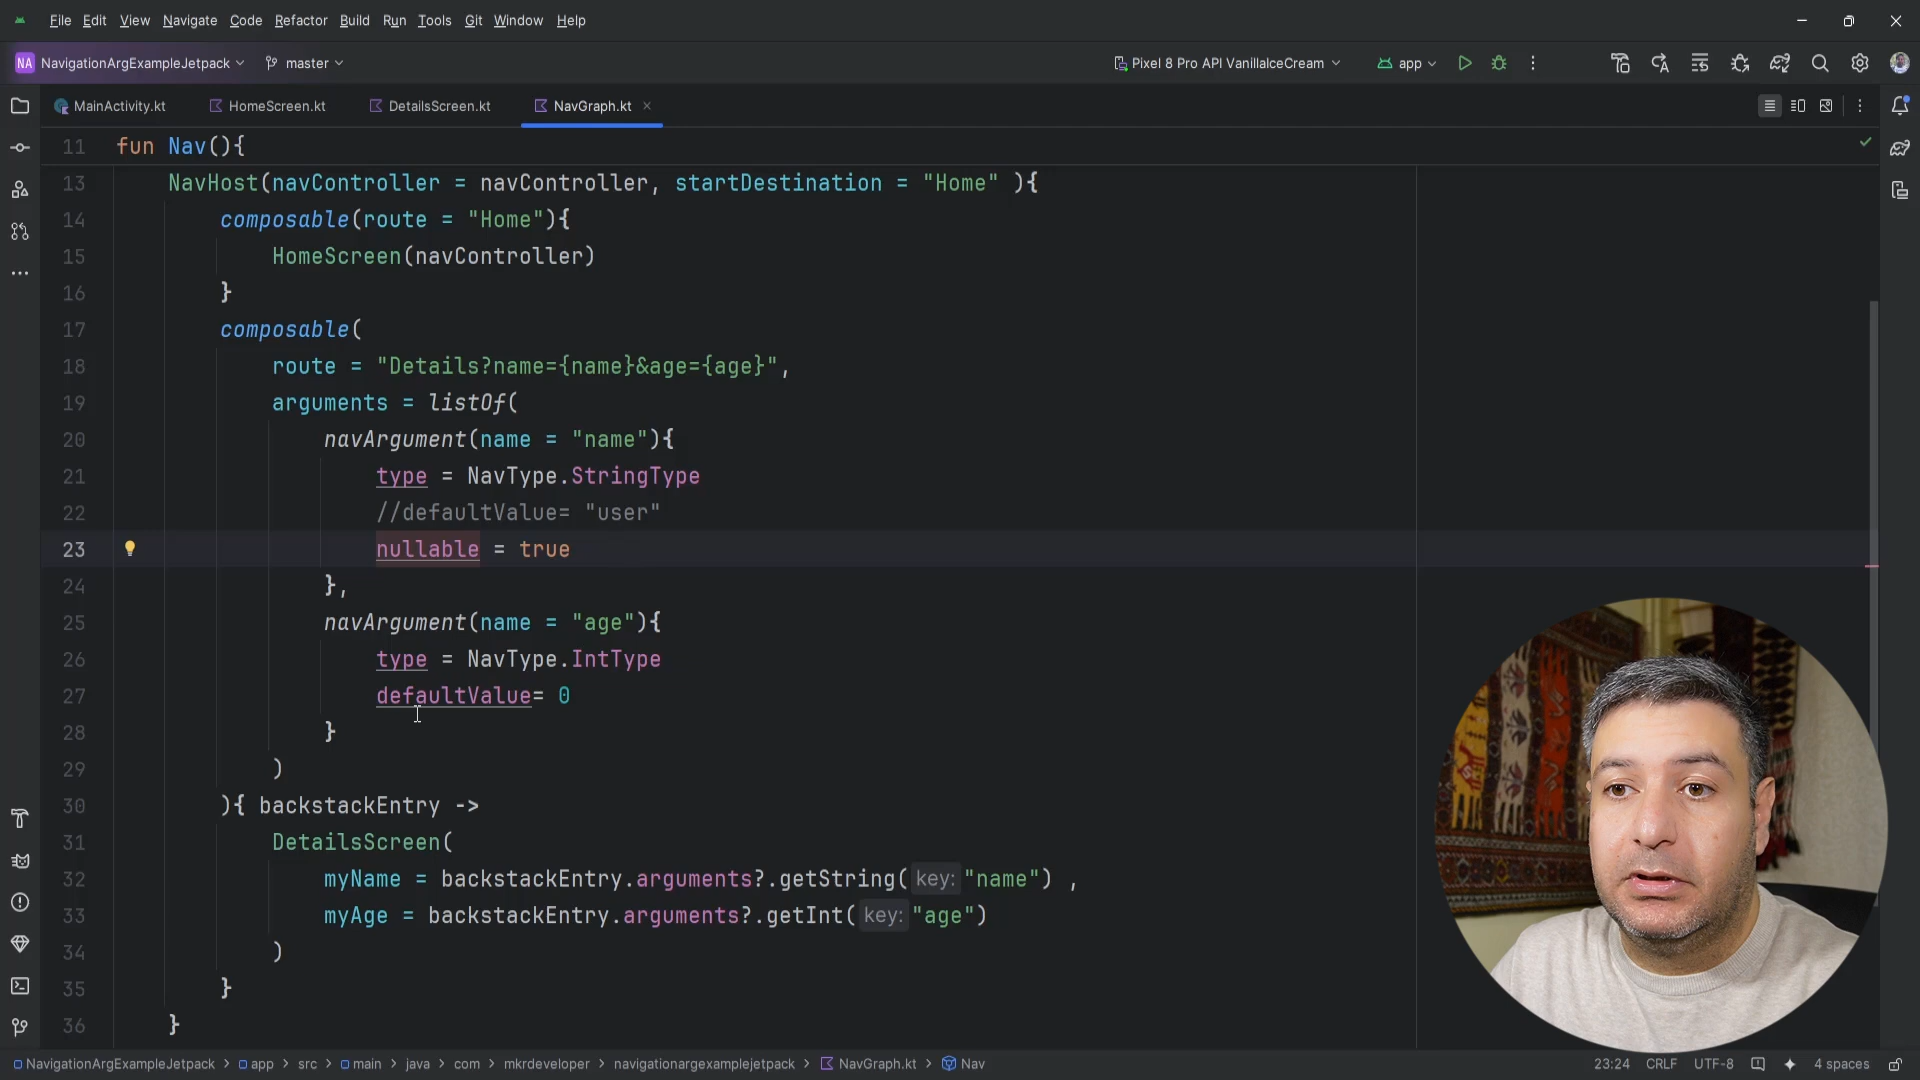 File Edit View Navigate Code Refactor Build Run Tools Git Window Help
NA NavigationArgExampleJetpack master Pixel 8 Pro API VanillaIceCream app
MainActivity.kt HomeScreen.kt DetailsScreen.kt NavGraph.kt
11 fun Nav(){
13 NavHost(navController = navController, startDestination = "Home" ){
14 composable(route = "Home"){
15 HomeScreen(navController)
16 }
17 composable(
18 route = "Details?name={name}&age={age}",
19 arguments = listOf(
20 navArgument(name = "name"){
21 type = NavType.StringType
22 //defaultValue= "user"
23 nullable = true
24 },
25 navArgument(name = "age"){
26 type = NavType.IntType
27 defaultValue= 0
28 }
29 )
30 ){ backstackEntry ->
31 DetailsScreen(
32 myName = backstackEntry.arguments?.getString( key: "name") ,
33 myAge = backstackEntry.arguments?.getInt( key: "age")
34 )
35 }
36 }
NavigationArgExampleJetpack > app > src > main > java > com > mkrdeveloper > navigationargexamplejetpack > NavGraph.kt > Nav 23:24 CRLF UTF-8 4 spaces